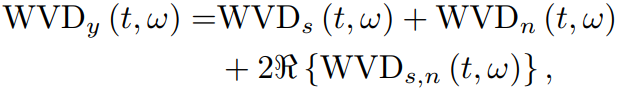 WVD_y (t, ω) =WVD_s (t, ω) + WVD_n (t, ω)
+ 2ℜ {WVD_{s,n} (t, ω)} ,